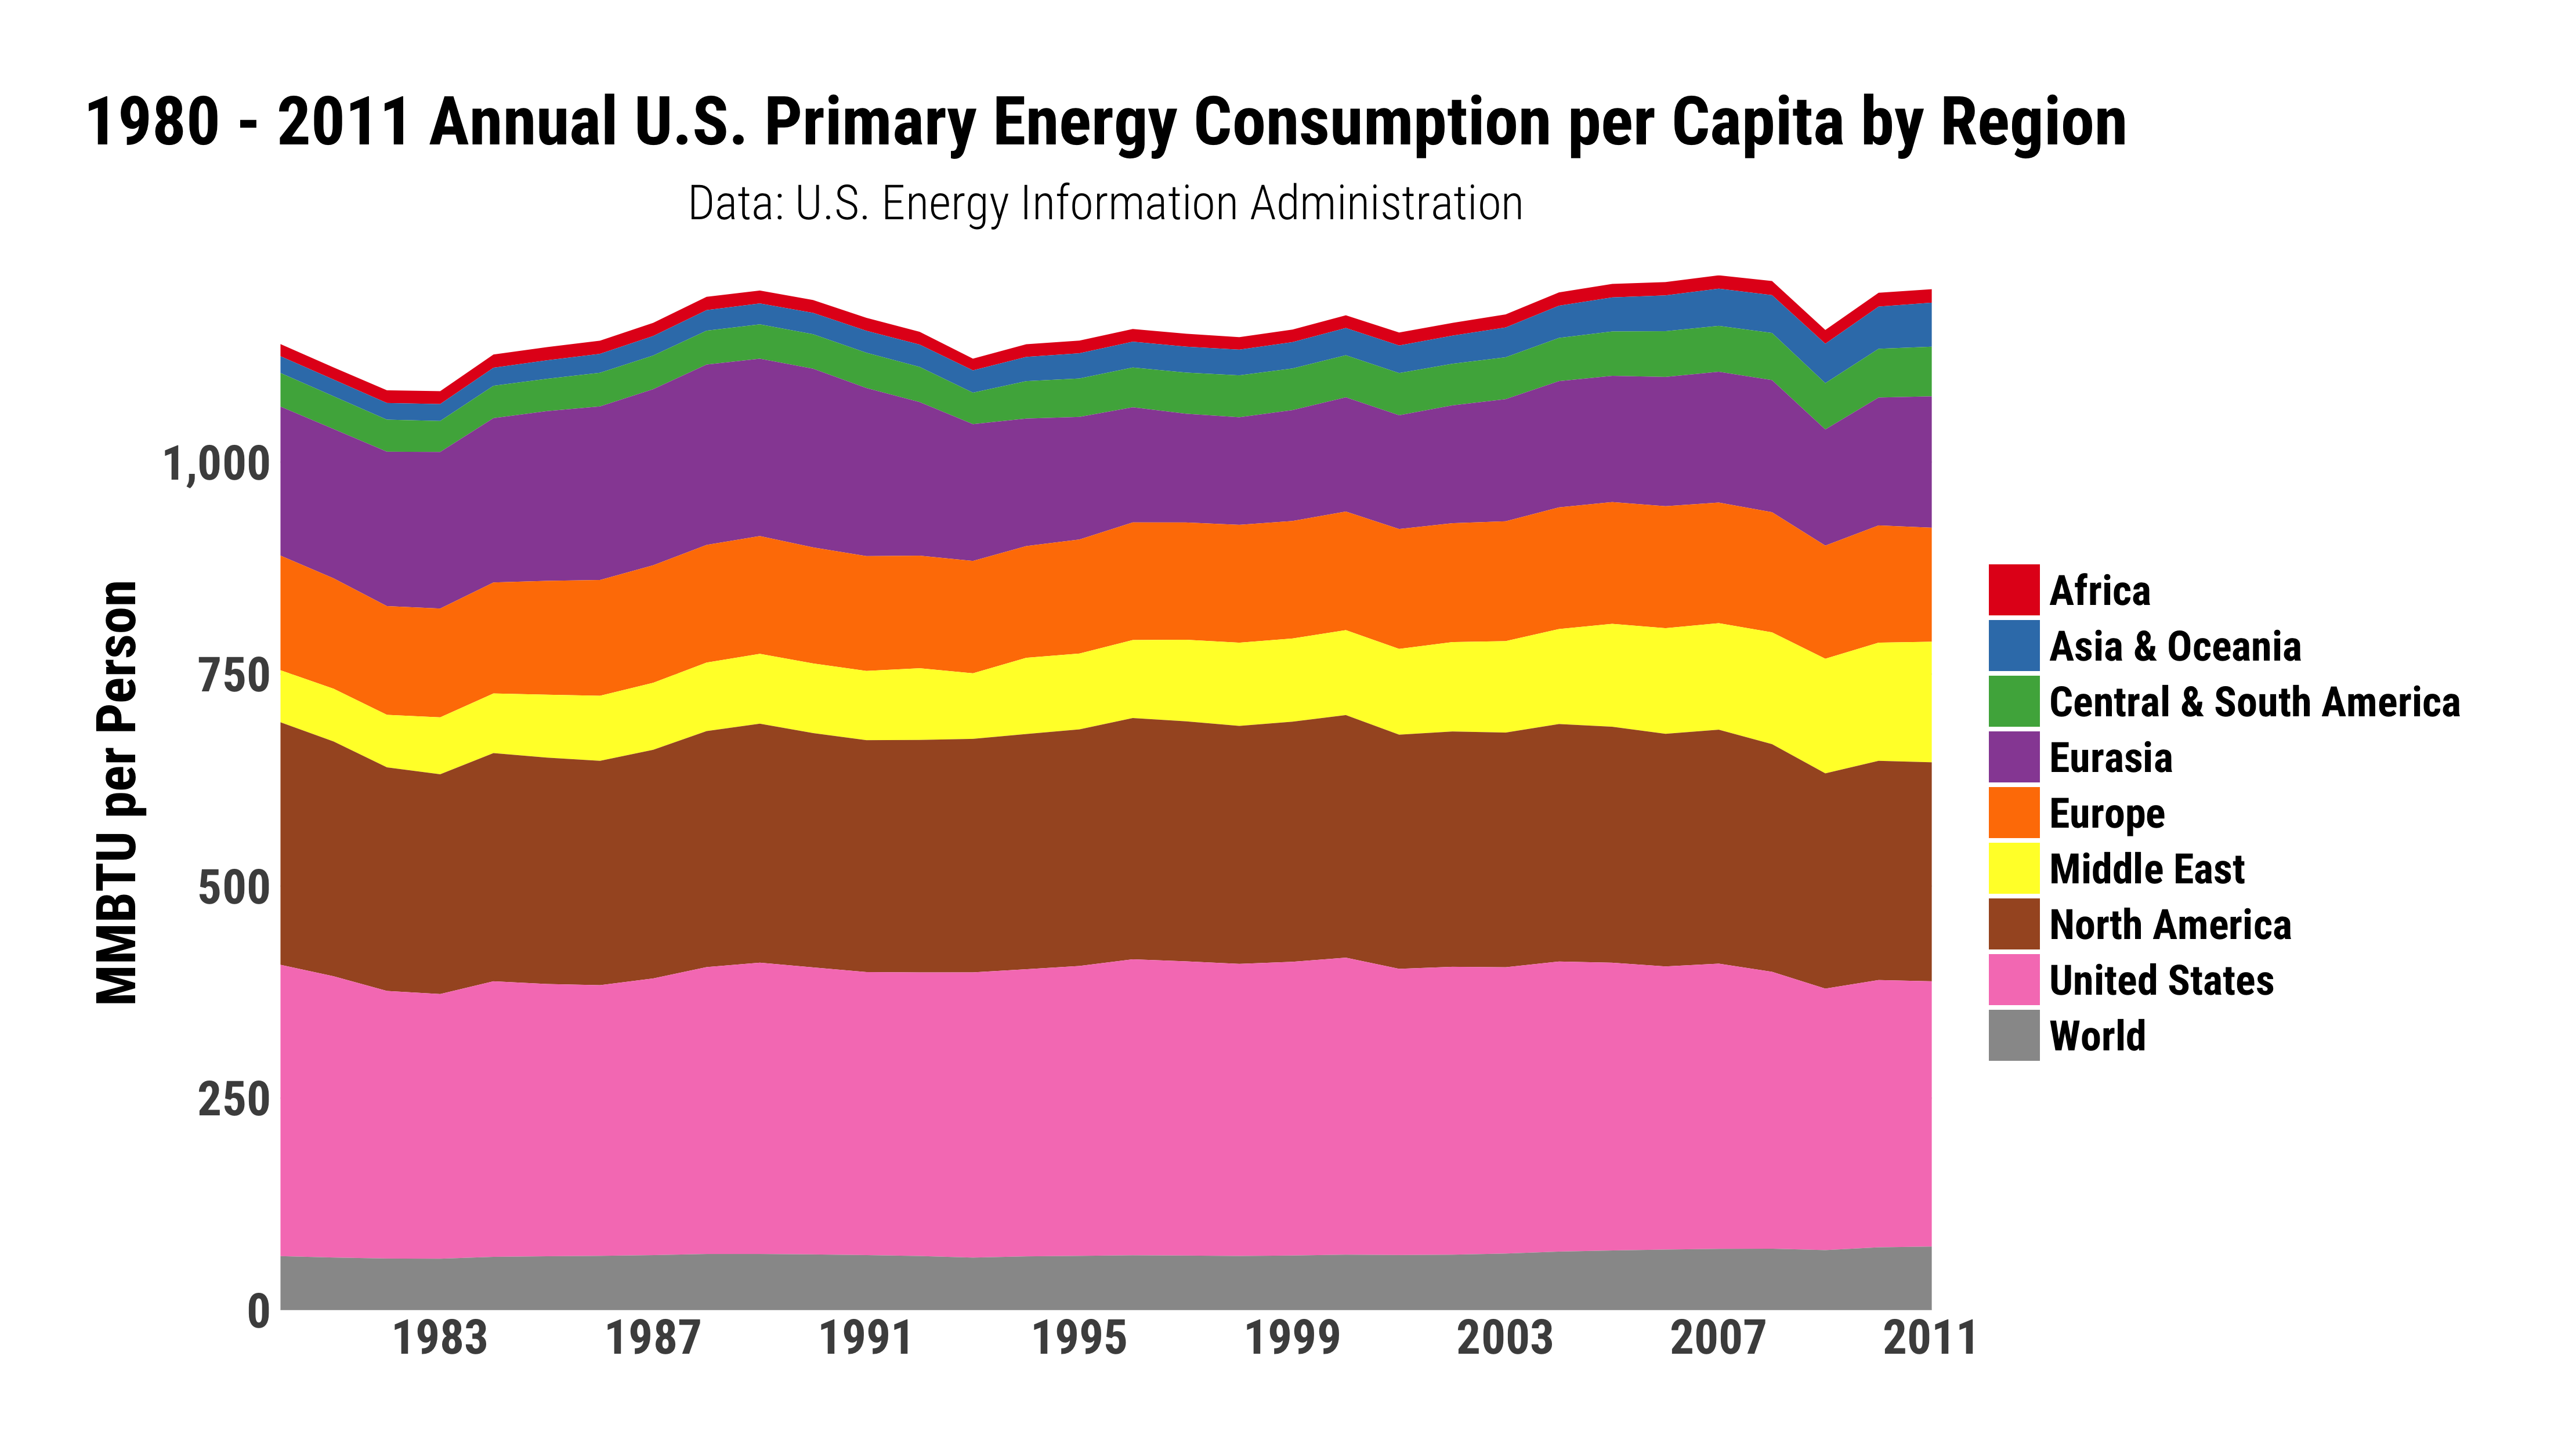 1980 - 2011 Annual U.S. Primary Energy Consumption per Capita by Region
Data: U.S. Energy Information Administration
MMBTU per Person
1,000
750
500
250
0
1983 1987 1991 1995 1999 2003 2007 2011
Africa
Asia & Oceania
Central & South America
Eurasia
Europe
Middle East
North America
United States
World